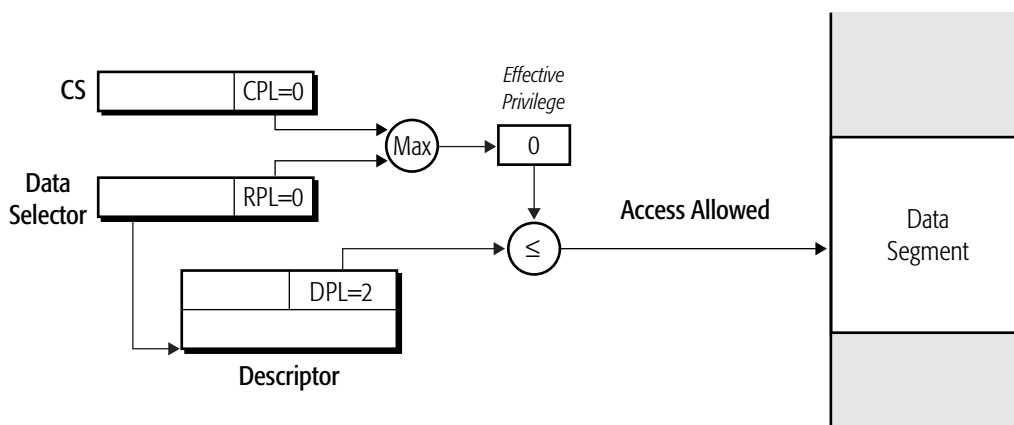 CS
CPL=0
Effective
Privilege
Max
0
Data
Selector
RPL=0
Access Allowed
Data
Segment
≤
DPL=2
Descriptor